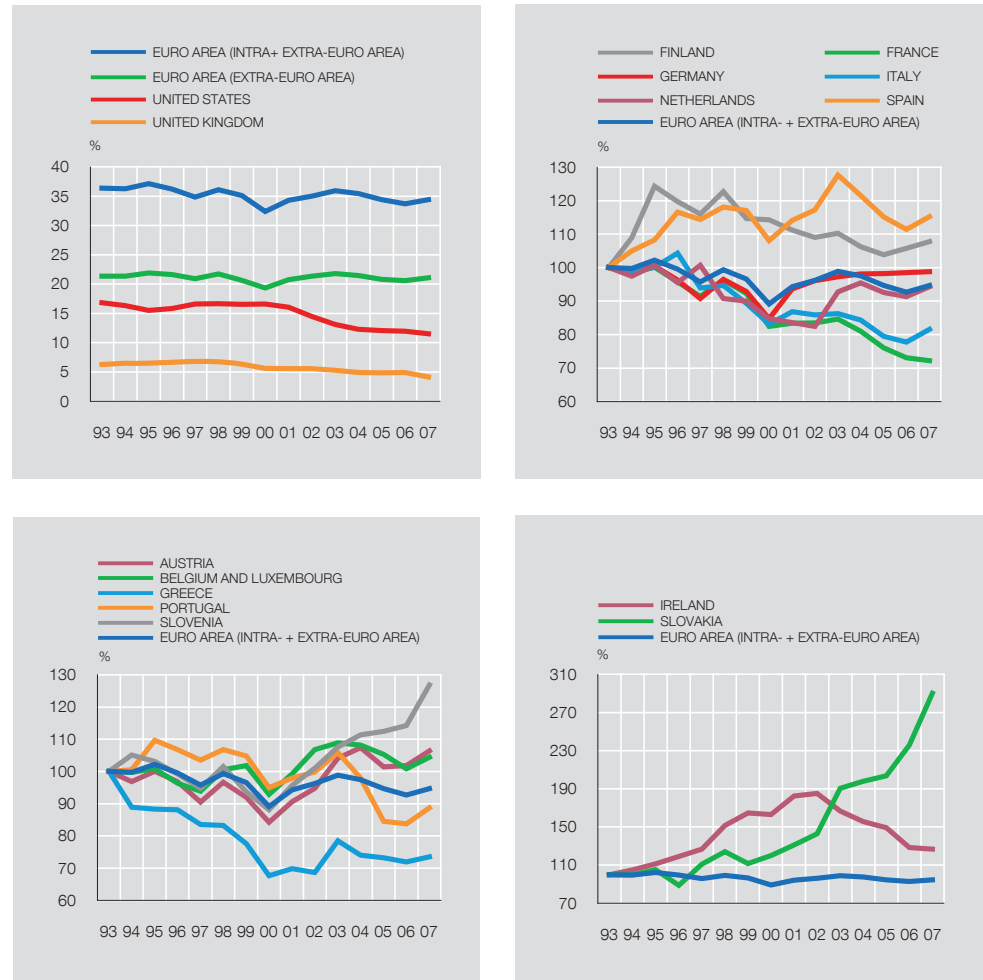 EURO AREA (INTRA+ EXTRA-EURO AREA)
EURO AREA (EXTRA-EURO AREA)
UNITED STATES
UNITED KINGDOM
%
40
35
30
25
20
15
10
5
0
93 94 95 96 97 98 99 00 01 02 03 04 05 06 07
FINLAND FRANCE
GERMANY ITALY
NETHERLANDS SPAIN
EURO AREA (INTRA- + EXTRA-EURO AREA)
%
130
120
110
100
90
80
70
60
93 94 95 96 97 98 99 00 01 02 03 04 05 06 07
AUSTRIA
BELGIUM AND LUXEMBOURG
GREECE
PORTUGAL
SLOVENIA
EURO AREA (INTRA- + EXTRA-EURO AREA)
%
130
120
110
100
90
80
70
60
93 94 95 96 97 98 99 00 01 02 03 04 05 06 07
IRELAND
SLOVAKIA
EURO AREA (INTRA- + EXTRA-EURO AREA)
%
310
270
230
190
150
110
70
93 94 95 96 97 98 99 00 01 02 03 04 05 06 07